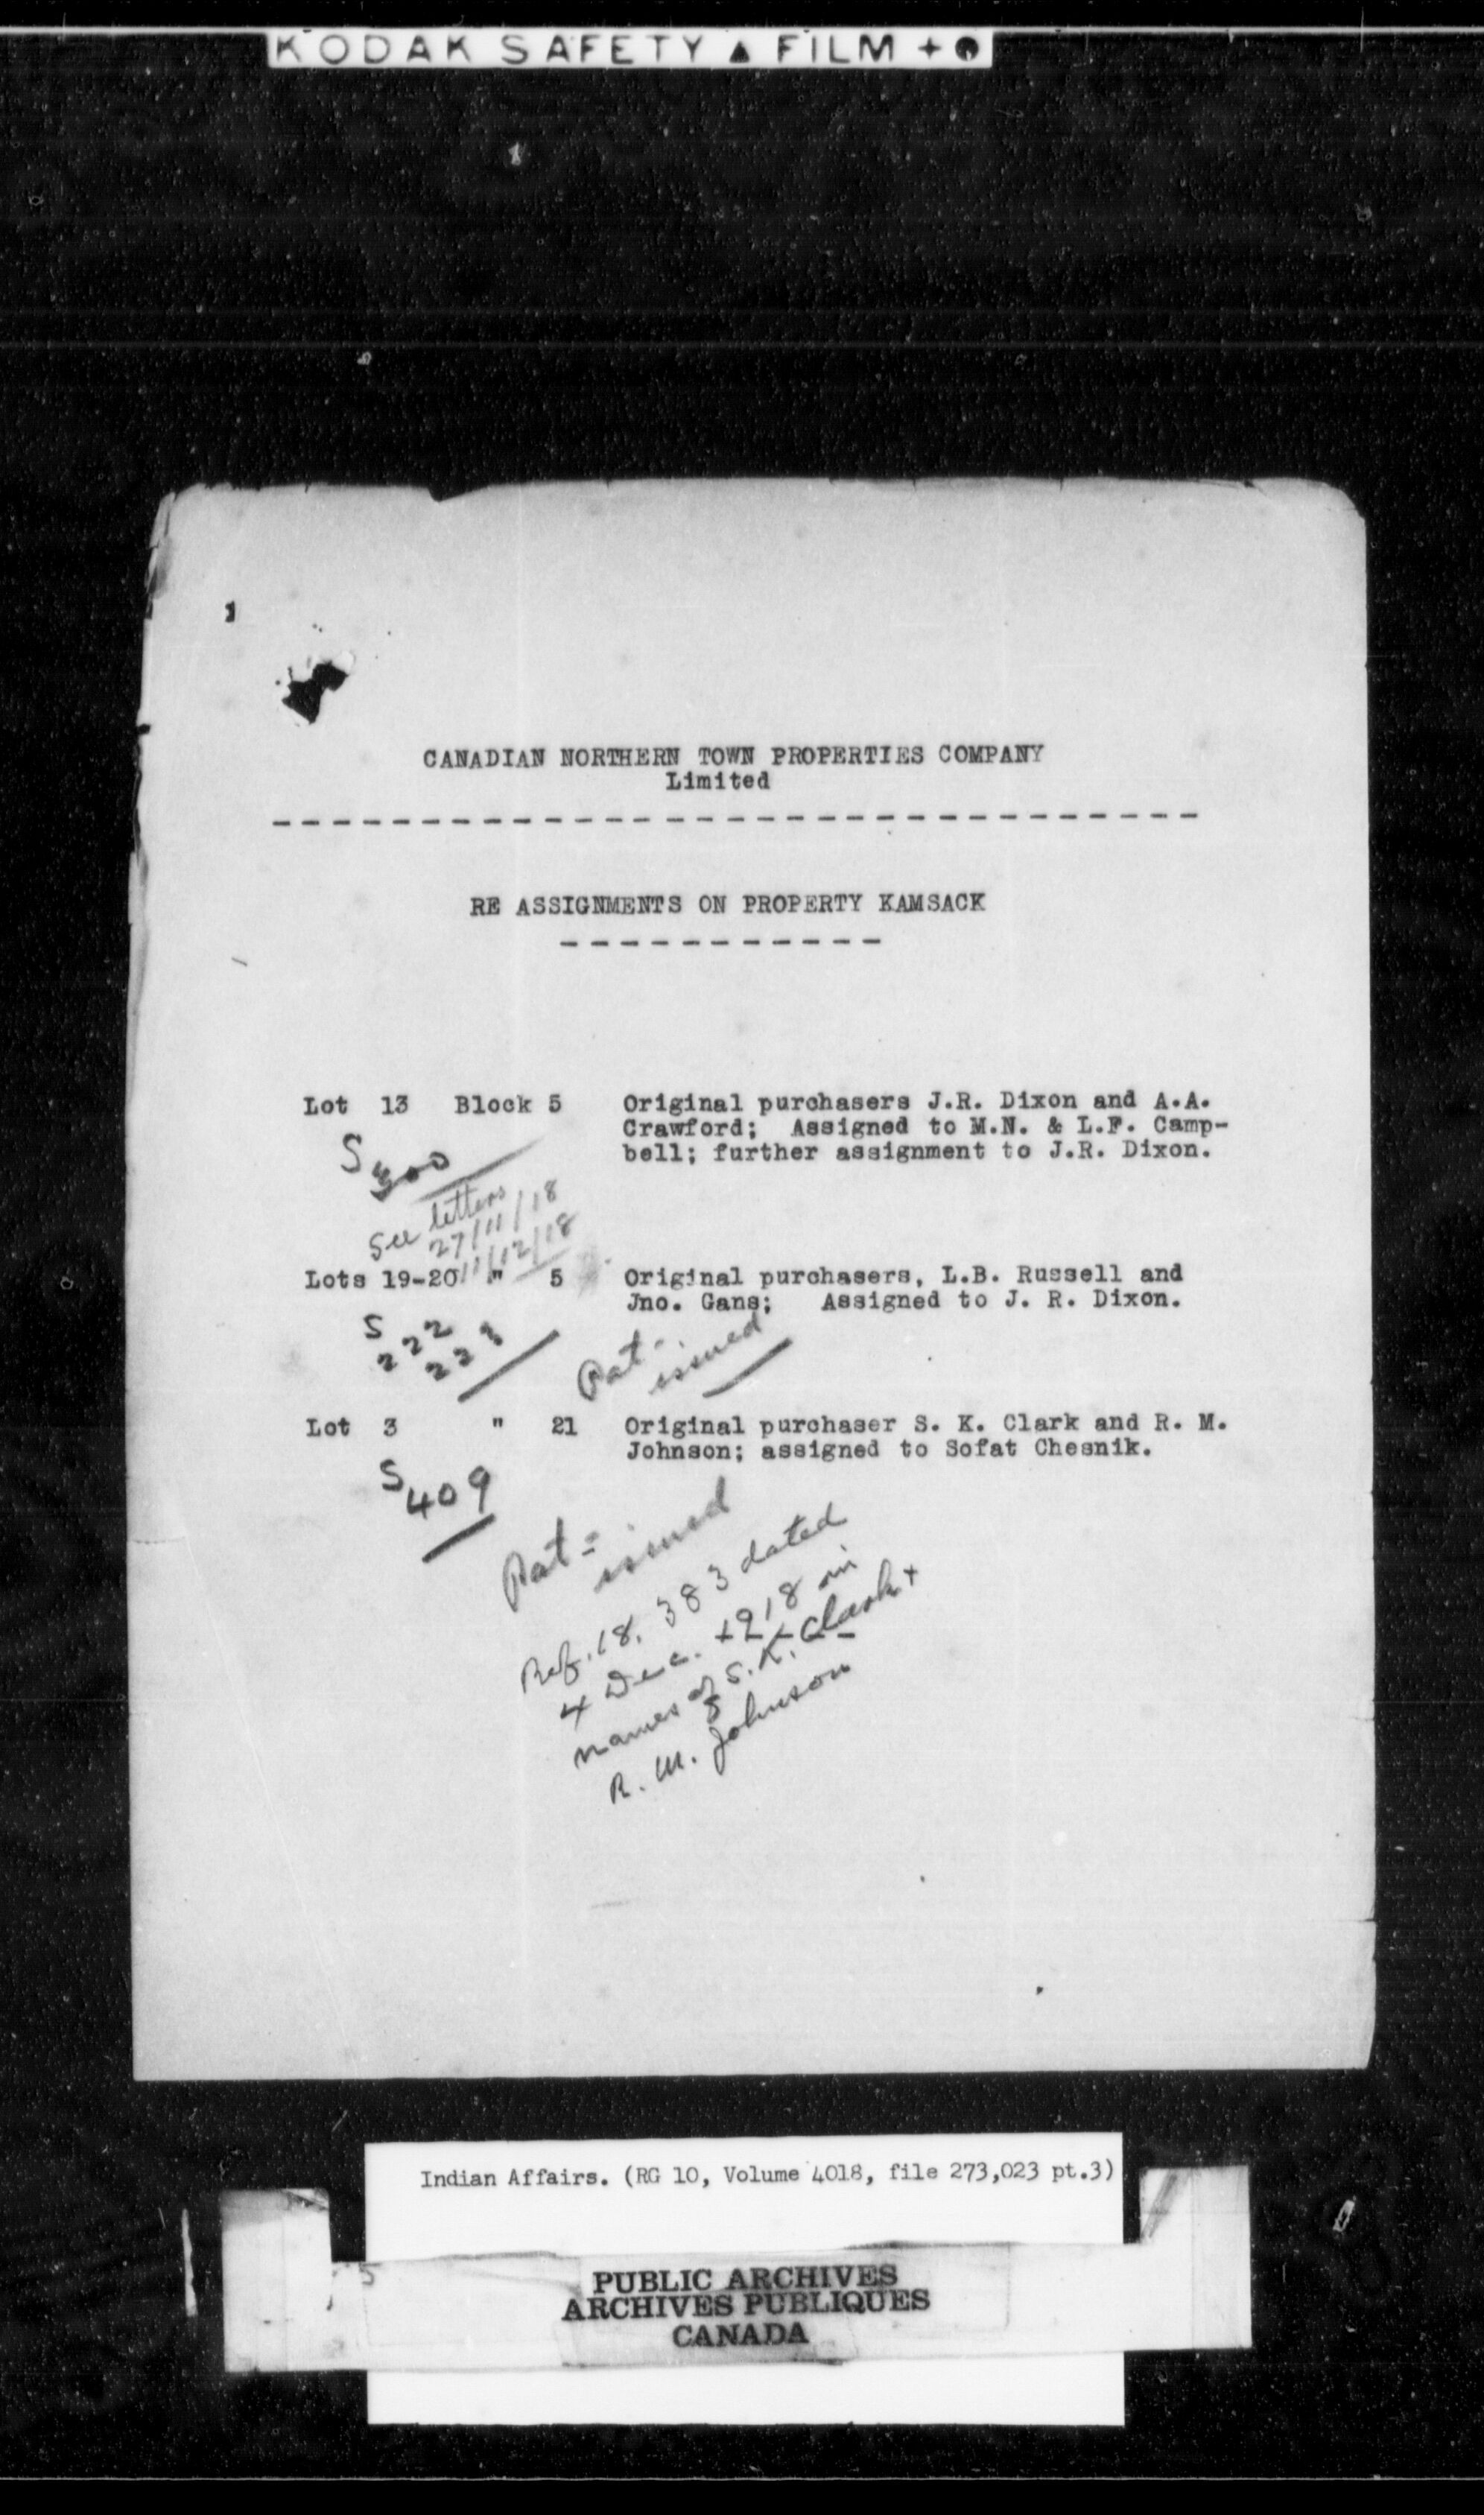 KODAK SAFETY ▲ FILM + ●
CANADIAN NORTHERN TOWN PROPERTIES COMPANY
Limited
RE ASSIGNMENTS ON PROPERTY KAMSACK
Lot 13 Block 5 Original purchasers J.R. Dixon and A.A.
Crawford; Assigned to M.N. & L.F. Camp-
bell; further assignment to J.R. Dixon.
S 300
See letters
27/11/18
11/12/18
Lots 19-20 " 5 Original purchasers, L.B. Russell and
Jno. Gans; Assigned to J. R. Dixon.
S
222
223
Pat-
issued
Lot 3 " 21 Original purchaser S. K. Clark and R. M.
Johnson; assigned to Sofat Chesnik.
S 409
Pat=
issued
Ref. 18,383 dated
4 Dec. 1918 in
names of S. K. Clark +
R. M. Johnson
Indian Affairs. (RG 10, Volume 4018, file 273,023 pt.3)
PUBLIC ARCHIVES
ARCHIVES PUBLIQUES
CANADA